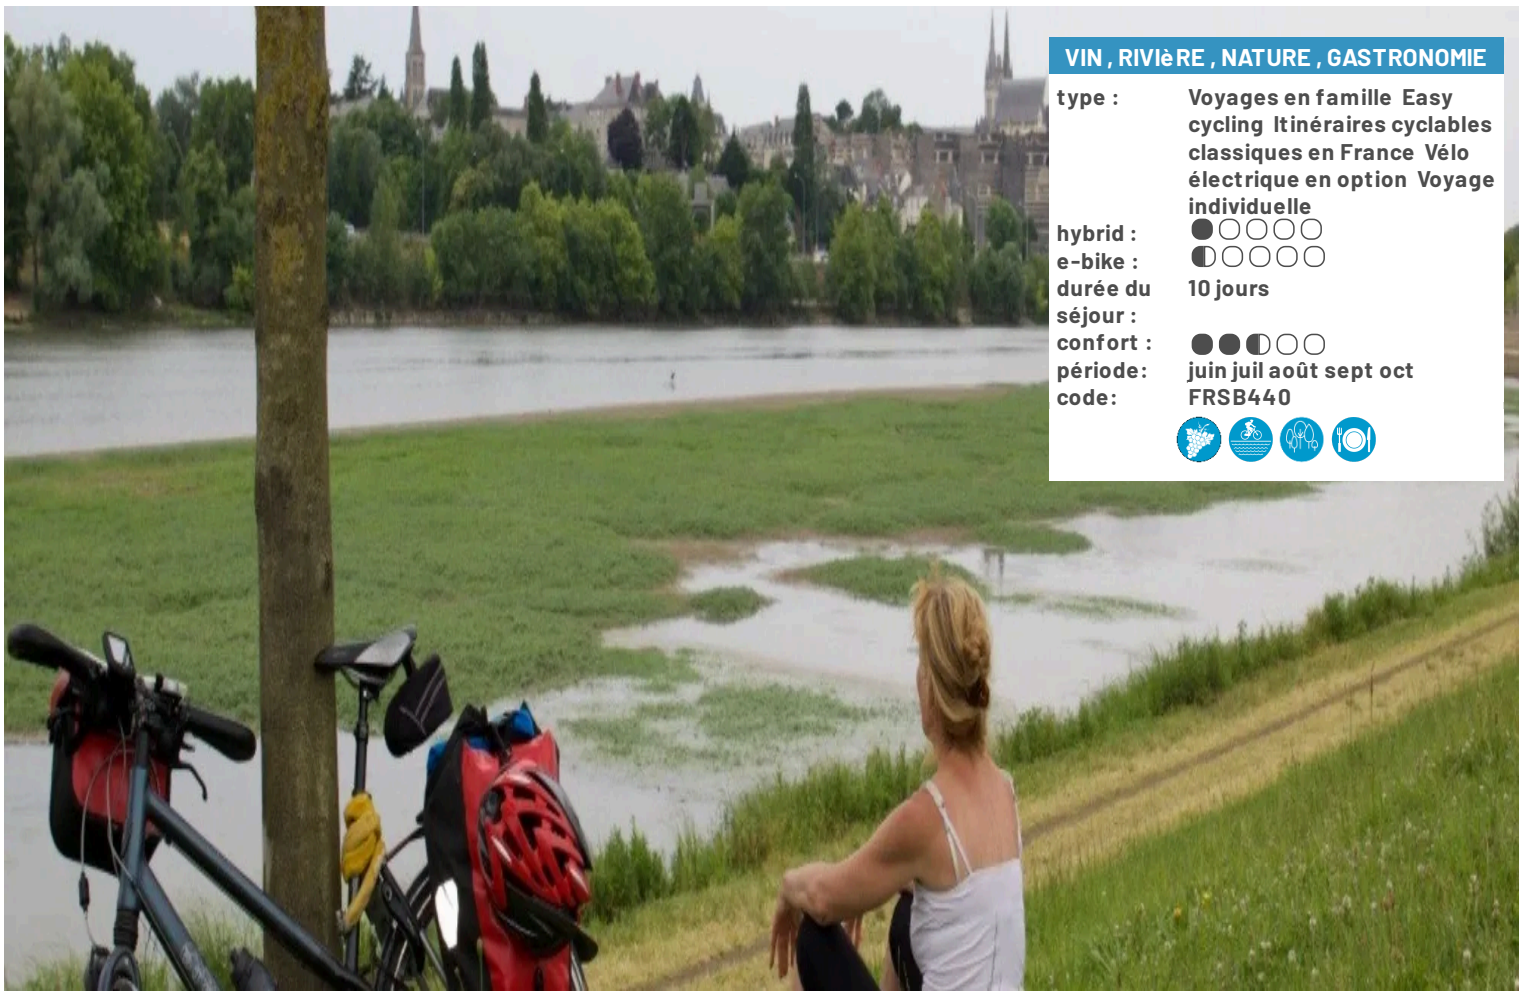 VIN , RIVIèRE , NATURE , GASTRONOMIE
type : Voyages en famille Easy
cycling Itinéraires cyclables
classiques en France Vélo
électrique en option Voyage
individuelle
hybrid :
e-bike :
durée du 10 jours
séjour :
confort :
période: juin juil août sept oct
code: FRSB440